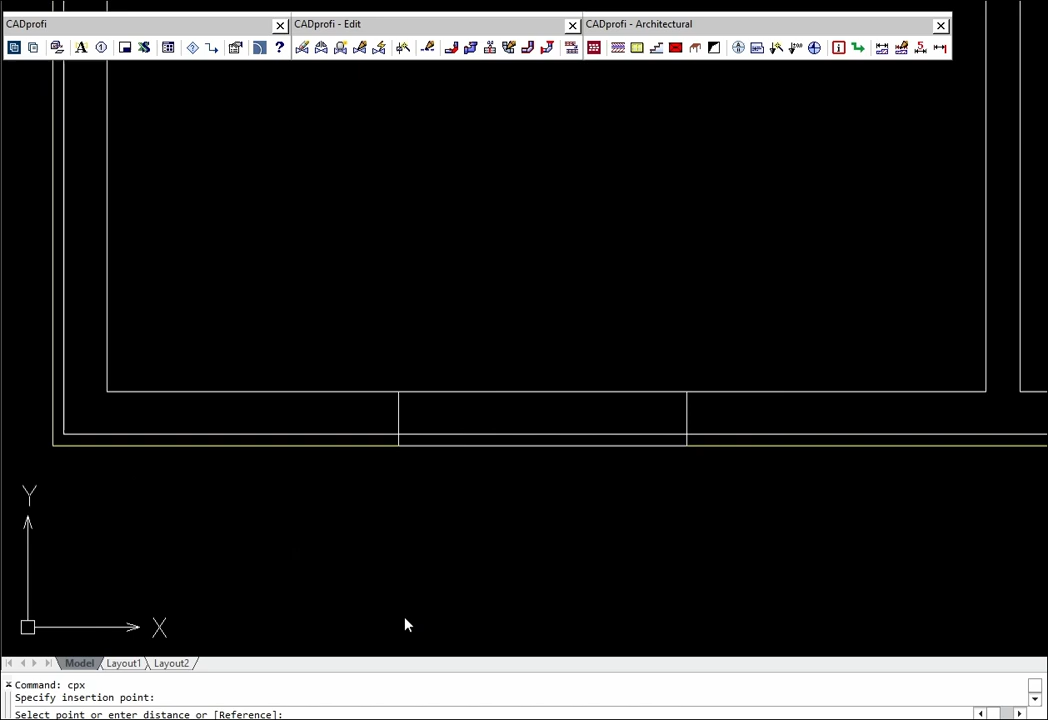 CADprofi
CADprofi - Edit
CADprofi - Architectural
Y
X
Model
Layout1
Layout2
Command: cpx
Specify insertion point:
Select point or enter distance or [Reference]: